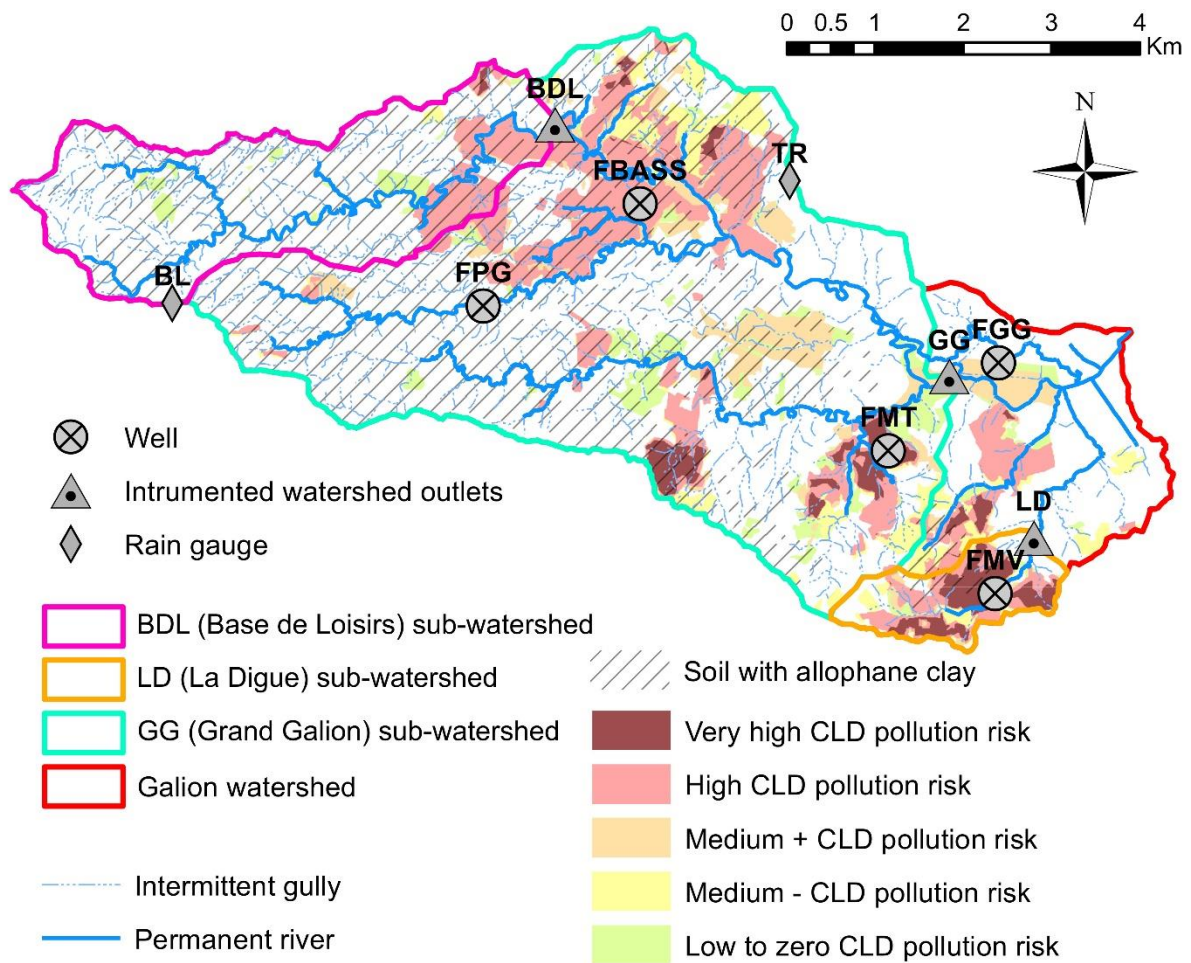 0 0.5 1 2 3 4
Km
N
BDL
TR
FBASS
BL
FPG
GG
FGG
FMT
LD
FMV
Well
Intrumented watershed outlets
Rain gauge
BDL (Base de Loisirs) sub-watershed
LD (La Digue) sub-watershed
GG (Grand Galion) sub-watershed
Galion watershed
Intermittent gully
Permanent river
Soil with allophane clay
Very high CLD pollution risk
High CLD pollution risk
Medium + CLD pollution risk
Medium - CLD pollution risk
Low to zero CLD pollution risk